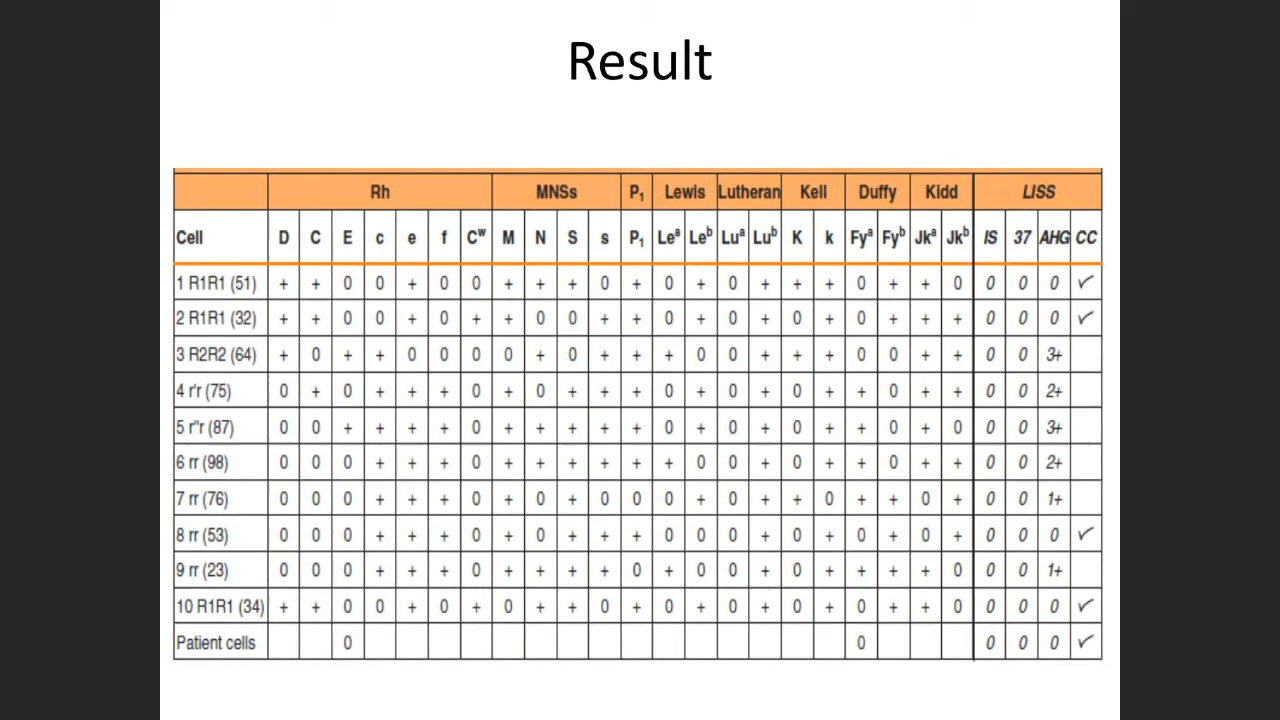 Result
Rh MNSs P₁ Lewis Lutheran Kell Duffy Kidd LISS
Cell D C E c e f Cʷ M N S s P₁ Leᵃ Leᵇ Luᵃ Luᵇ K k Fyᵃ Fyᵇ Jkᵃ Jkᵇ IS 37 AHG CC
1 R1R1 (51) + + 0 0 + 0 0 + + + 0 + 0 + 0 + + + 0 + + 0 0 0 0 ✓
2 R1R1 (32) + + 0 0 + 0 + + 0 0 + + 0 + 0 + 0 + 0 + + + 0 0 0 ✓
3 R2R2 (64) + 0 + + 0 0 0 0 + 0 + + + 0 0 + + + 0 0 + + 0 0 3+
4 r'r (75) 0 + 0 + + + 0 + 0 + + + 0 + 0 + 0 + + 0 + + 0 0 2+
5 r"r (87) 0 0 + + + + 0 + + + + + 0 + 0 + 0 + + 0 + 0 0 0 3+
6 rr (98) 0 0 0 + + + 0 + + + + + + 0 0 + 0 + + 0 + + 0 0 2+
7 rr (76) 0 0 0 + + + 0 + 0 + 0 0 0 + 0 + + 0 + + 0 + 0 0 1+
8 rr (53) 0 0 0 + + + 0 + 0 + + + 0 0 0 + 0 + 0 + 0 + 0 0 0 ✓
9 rr (23) 0 0 0 + + + 0 + + + + 0 + 0 0 + 0 + + + + 0 0 0 1+
10 R1R1 (34) + + 0 0 + 0 + 0 + + 0 + 0 + 0 + 0 + 0 + + 0 0 0 0 ✓
Patient cells 0 0 0 0 0 ✓